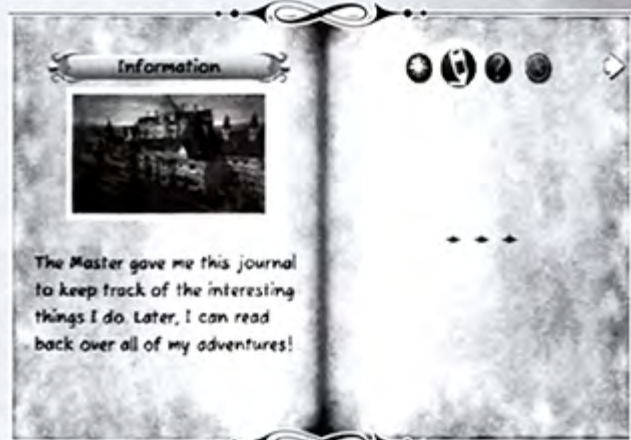 Information
The Master gave me this journal
to keep track of the interesting
things I do. Later, I can read
back over all of my adventures!
?